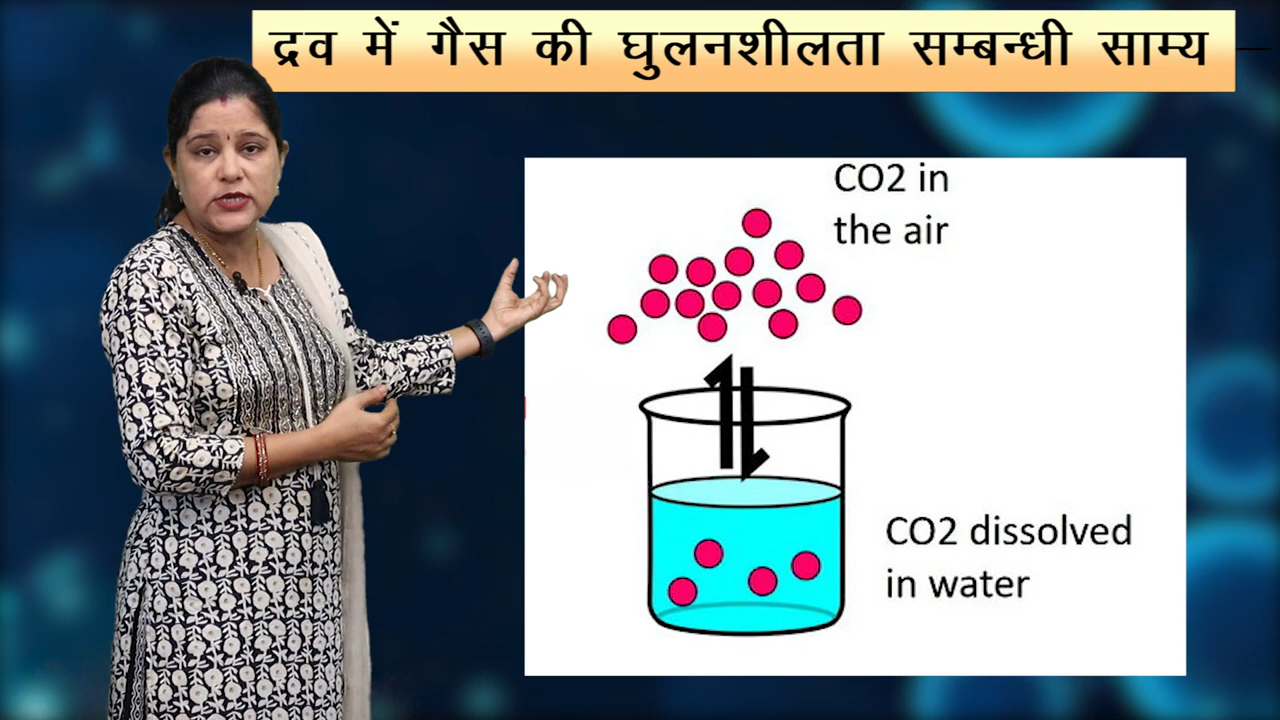 द्रव में गैस की घुलनशीलता सम्बन्धी साम्य
CO2 in
the air
CO2 dissolved
in water